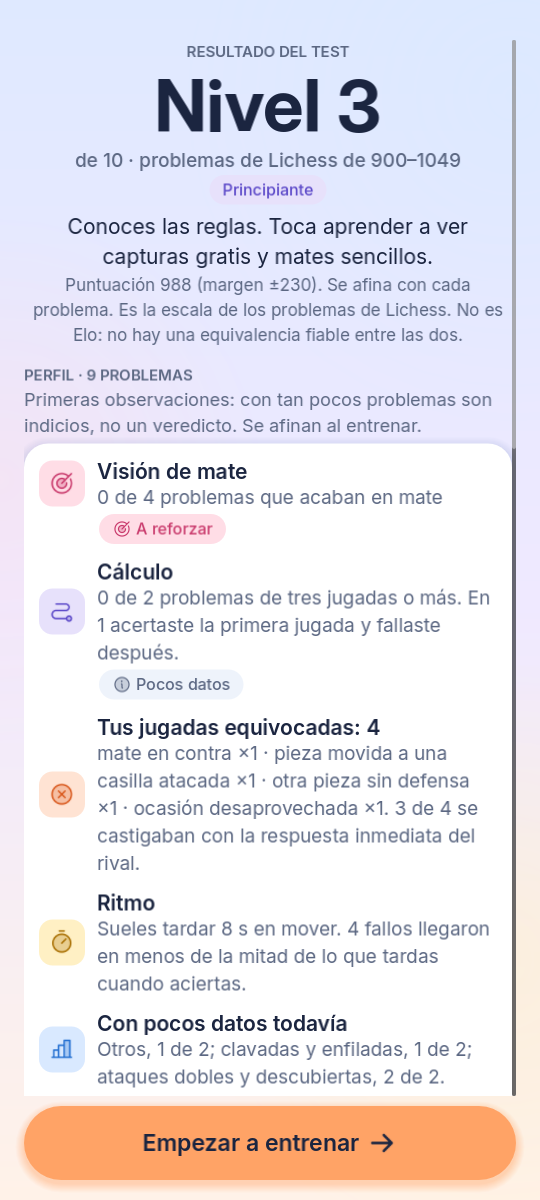 RESULTADO DEL TEST
Nivel 3
de 10 · problemas de Lichess de 900–1049
Principiante
Conoces las reglas. Toca aprender a ver
capturas gratis y mates sencillos.
Puntuación 988 (margen ±230). Se afina con cada
problema. Es la escala de los problemas de Lichess. No es
Elo: no hay una equivalencia fiable entre las dos.
PERFIL · 9 PROBLEMAS
Primeras observaciones: con tan pocos problemas son
indicios, no un veredicto. Se afinan al entrenar.
Visión de mate
0 de 4 problemas que acaban en mate
A reforzar
Cálculo
0 de 2 problemas de tres jugadas o más. En
1 acertaste la primera jugada y fallaste
después.
Pocos datos
Tus jugadas equivocadas: 4
mate en contra ×1 · pieza movida a una
casilla atacada ×1 · otra pieza sin defensa
×1 · ocasión desaprovechada ×1. 3 de 4 se
castigaban con la respuesta inmediata del
rival.
Ritmo
Sueles tardar 8 s en mover. 4 fallos llegaron
en menos de la mitad de lo que tardas
cuando aciertas.
Con pocos datos todavía
Otros, 1 de 2; clavadas y enfiladas, 1 de 2;
ataques dobles y descubiertas, 2 de 2.
Empezar a entrenar →